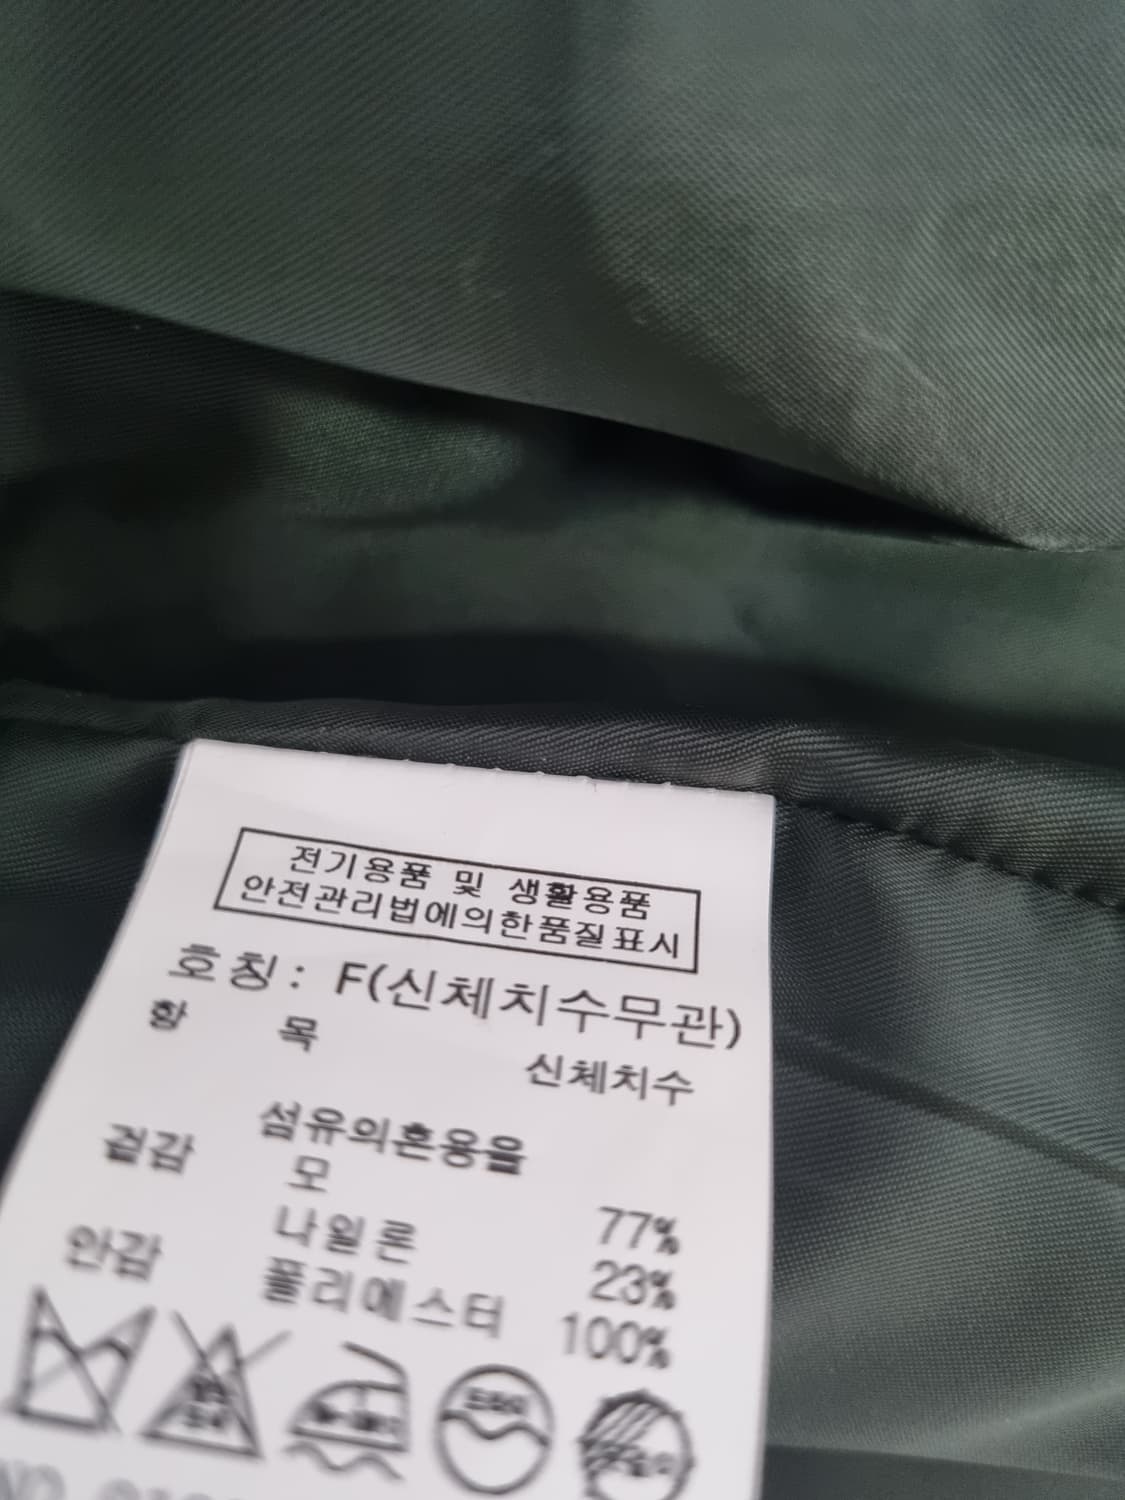 전기용품 및 생활용품
안전관리법에의한품질표시
호칭: F(신체치수무관)
항 목
신체치수
섬유의혼용율
겉감 모 77%
나일론 23%
안감 폴리에스터 100%